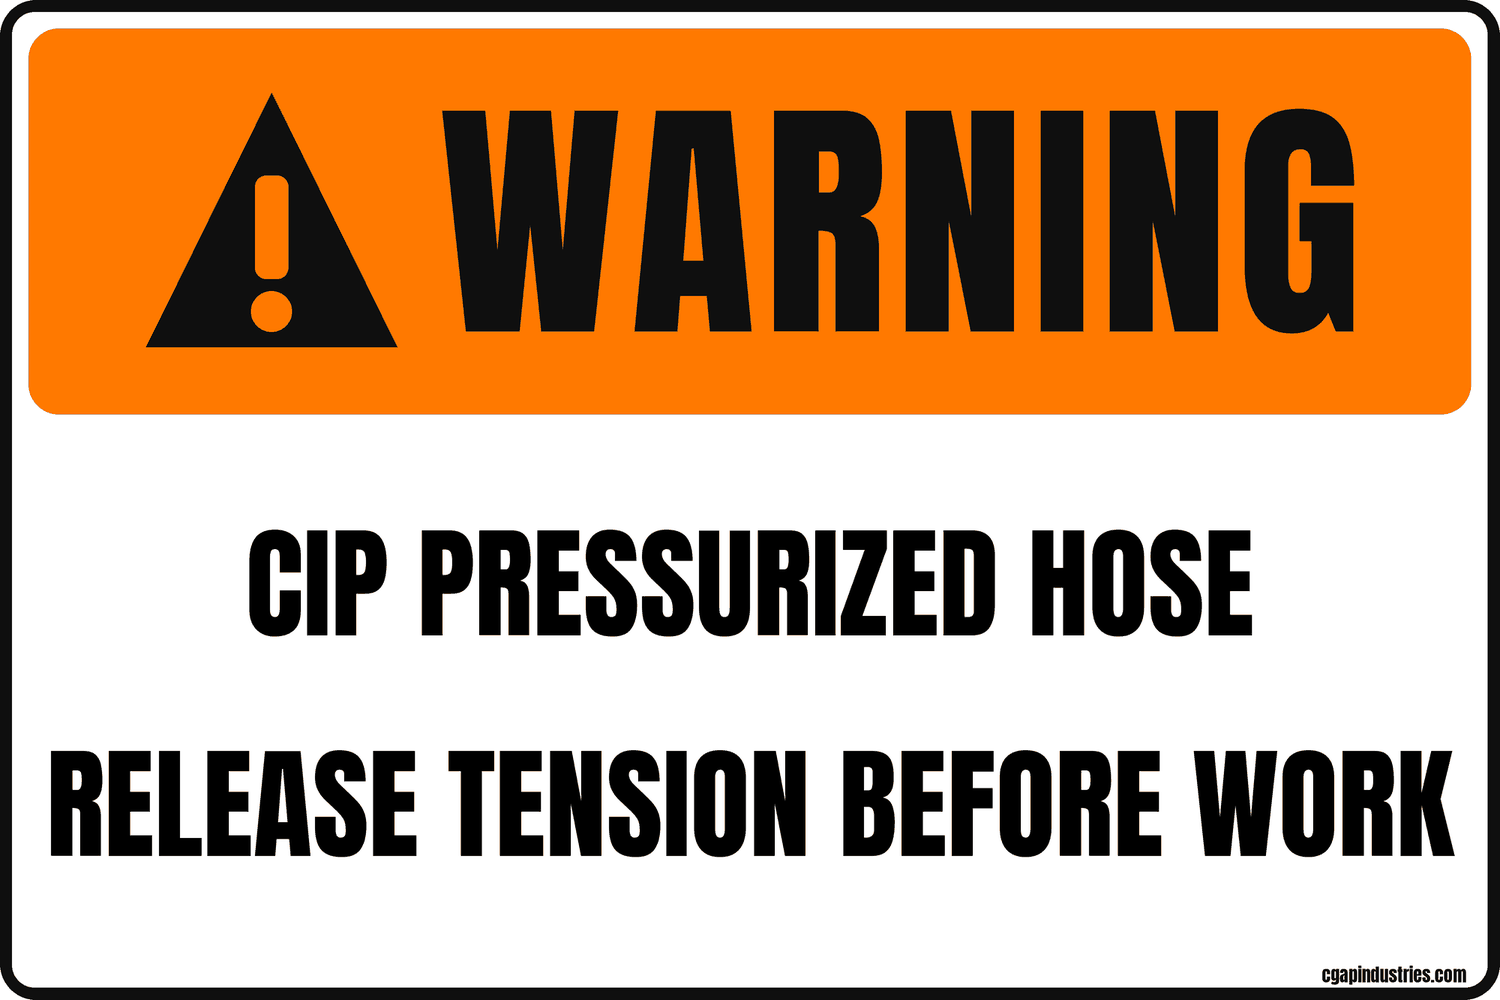 WARNING
CIP PRESSURIZED HOSE
RELEASE TENSION BEFORE WORK
cgapindustries.com